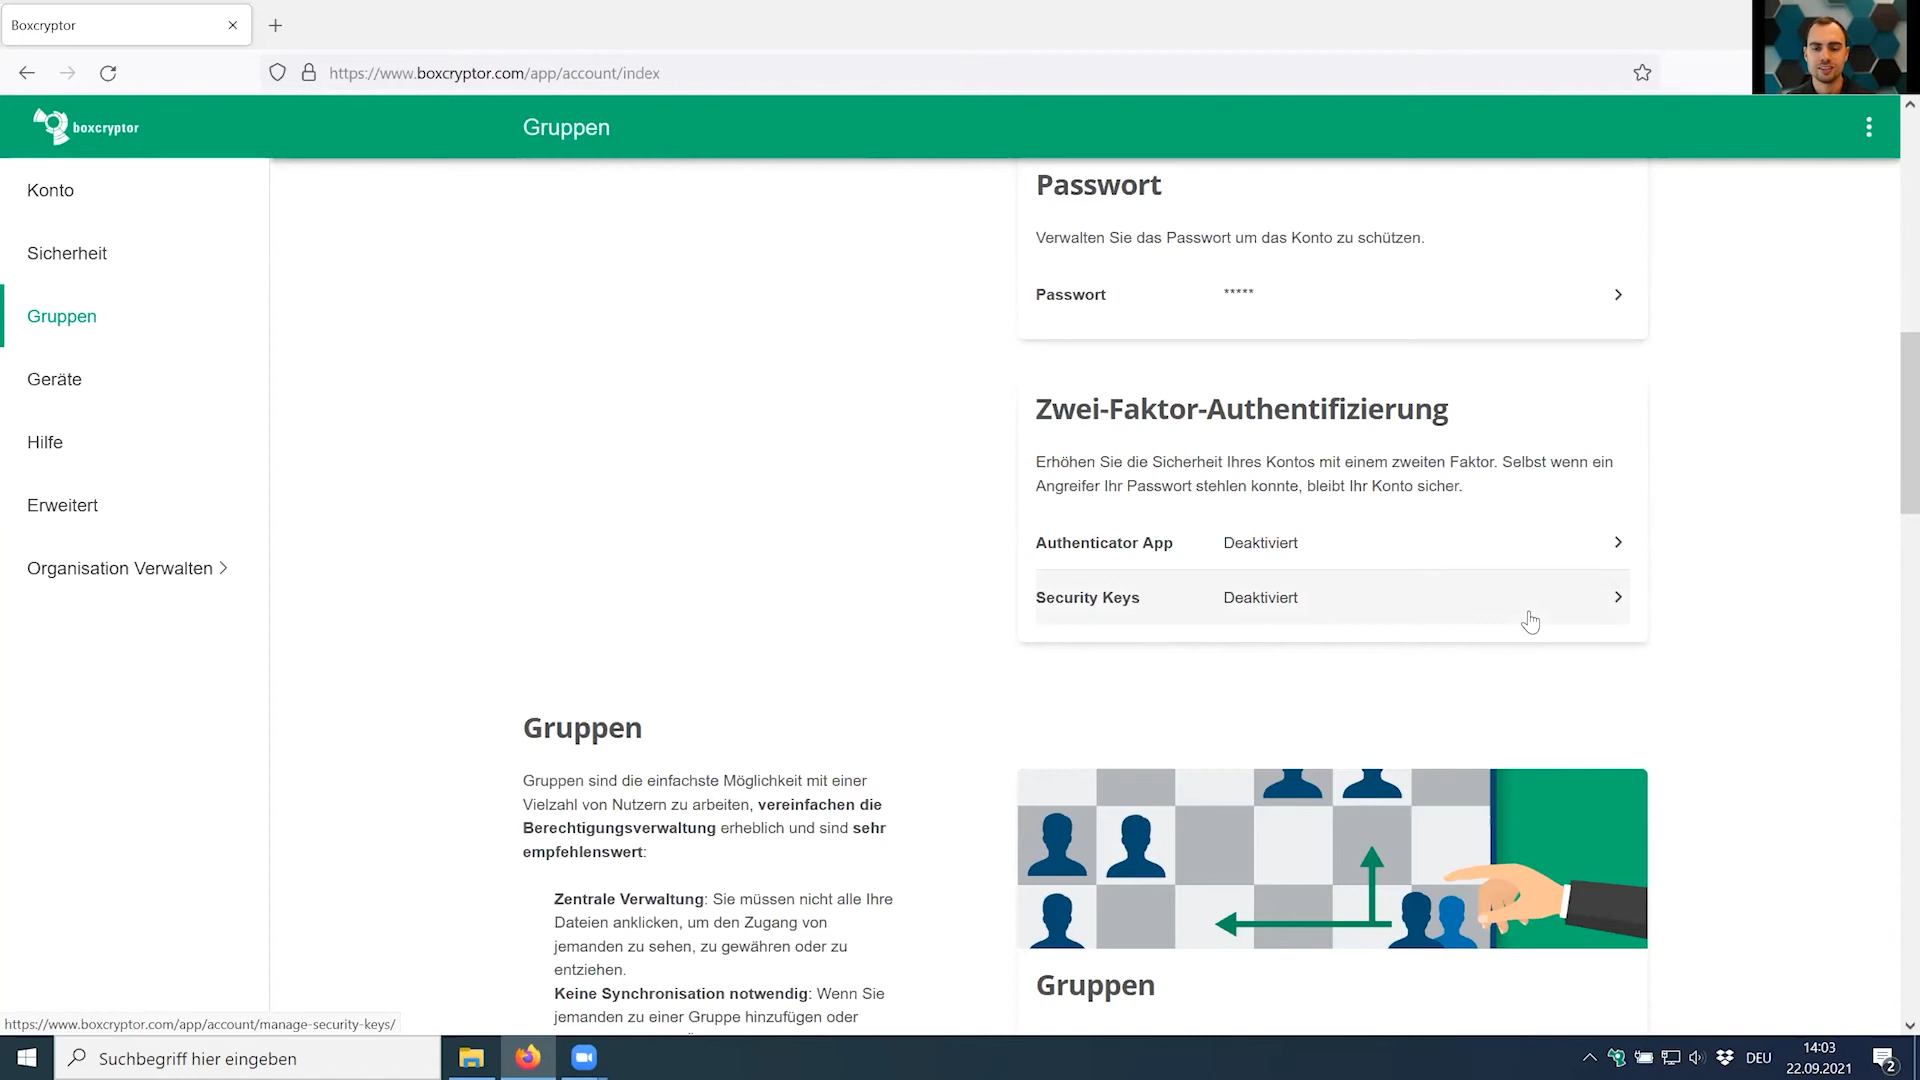 Boxcryptor
https://www.boxcryptor.com/app/account/index
boxcryptor
Gruppen
Konto
Sicherheit
Gruppen
Geräte
Hilfe
Erweitert
Organisation Verwalten
Passwort
Verwalten Sie das Passwort um das Konto zu schützen.
Passwort *****
Zwei-Faktor-Authentifizierung
Erhöhen Sie die Sicherheit Ihres Kontos mit einem zweiten Faktor. Selbst wenn ein
Angreifer Ihr Passwort stehlen konnte, bleibt Ihr Konto sicher.
Authenticator App Deaktiviert
Security Keys Deaktiviert
Gruppen
Gruppen sind die einfachste Möglichkeit mit einer
Vielzahl von Nutzern zu arbeiten, vereinfachen die
Berechtigungsverwaltung erheblich und sind sehr
empfehlenswert:
Zentrale Verwaltung: Sie müssen nicht alle Ihre
Dateien anklicken, um den Zugang von
jemanden zu sehen, zu gewähren oder zu
entziehen.
Keine Synchronisation notwendig: Wenn Sie
jemanden zu einer Gruppe hinzufügen oder
Gruppen
https://www.boxcryptor.com/app/account/manage-security-keys/
Suchbegriff hier eingeben
DEU
14:03
22.09.2021
2